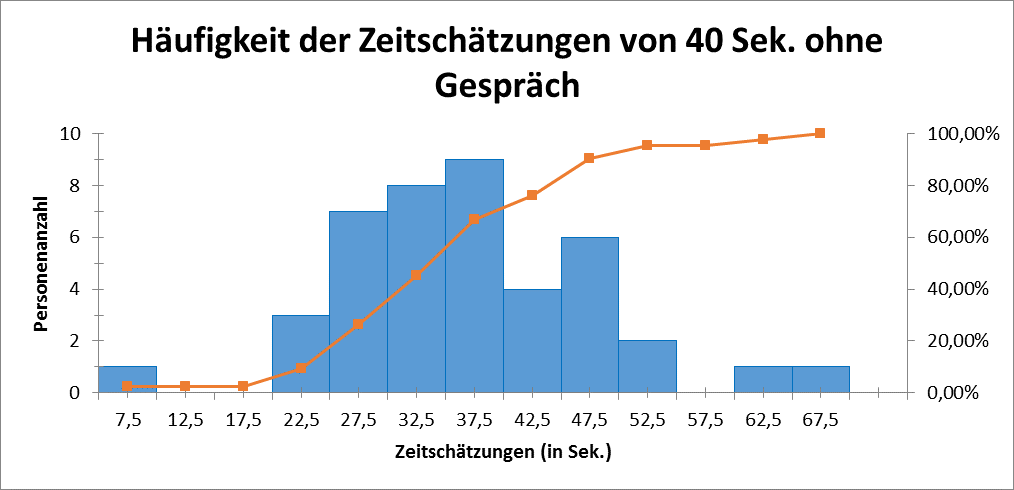 Häufigkeit der Zeitschätzungen von 40 Sek. ohne
Gespräch
Personenanzahl
10
8
6
4
2
0
100,00%
80,00%
60,00%
40,00%
20,00%
0,00%
7,5 12,5 17,5 22,5 27,5 32,5 37,5 42,5 47,5 52,5 57,5 62,5 67,5
Zeitschätzungen (in Sek.)